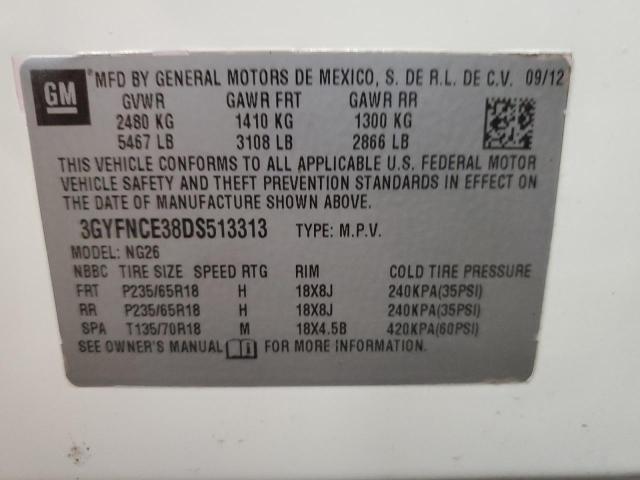 GM
® MFD BY GENERAL MOTORS DE MEXICO, S. DE R.L. DE C.V. 09/12
GVWR GAWR FRT GAWR RR
2480 KG 1410 KG 1300 KG
5467 LB 3108 LB 2866 LB
THIS VEHICLE CONFORMS TO ALL APPLICABLE U.S. FEDERAL MOTOR
VEHICLE SAFETY AND THEFT PREVENTION STANDARDS IN EFFECT ON
THE DATE OF MANUFACTURE SHOWN ABOVE.
3GYFNCE38DS513313 TYPE: M.P.V.
MODEL: NG26
NBBC TIRE SIZE SPEED RTG RIM COLD TIRE PRESSURE
FRT P235/65R18 H 18X8J 240KPA(35PSI)
RR P235/65R18 H 18X8J 240KPA(35PSI)
SPA T135/70R18 M 18X4.5B 420KPA(60PSI)
SEE OWNER'S MANUAL FOR MORE INFORMATION.